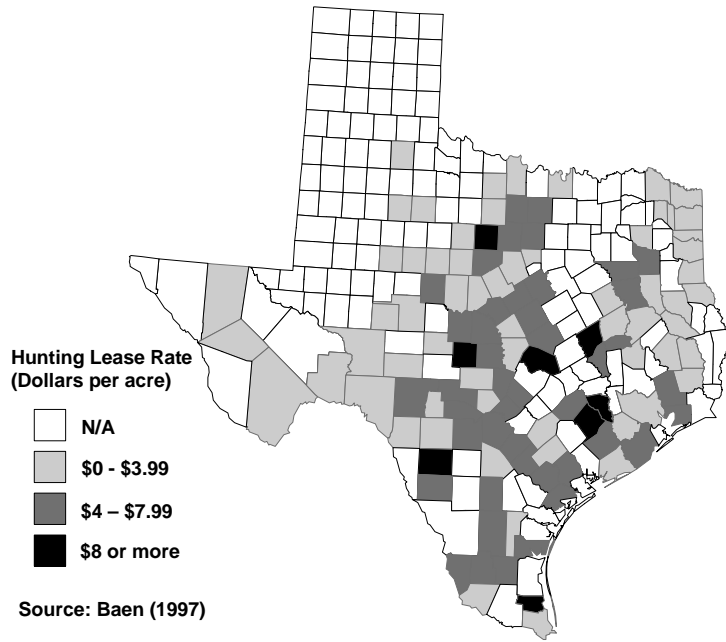 Hunting Lease Rate
(Dollars per acre)
N/A
$0 - $3.99
$4 – $7.99
$8 or more
Source: Baen (1997)